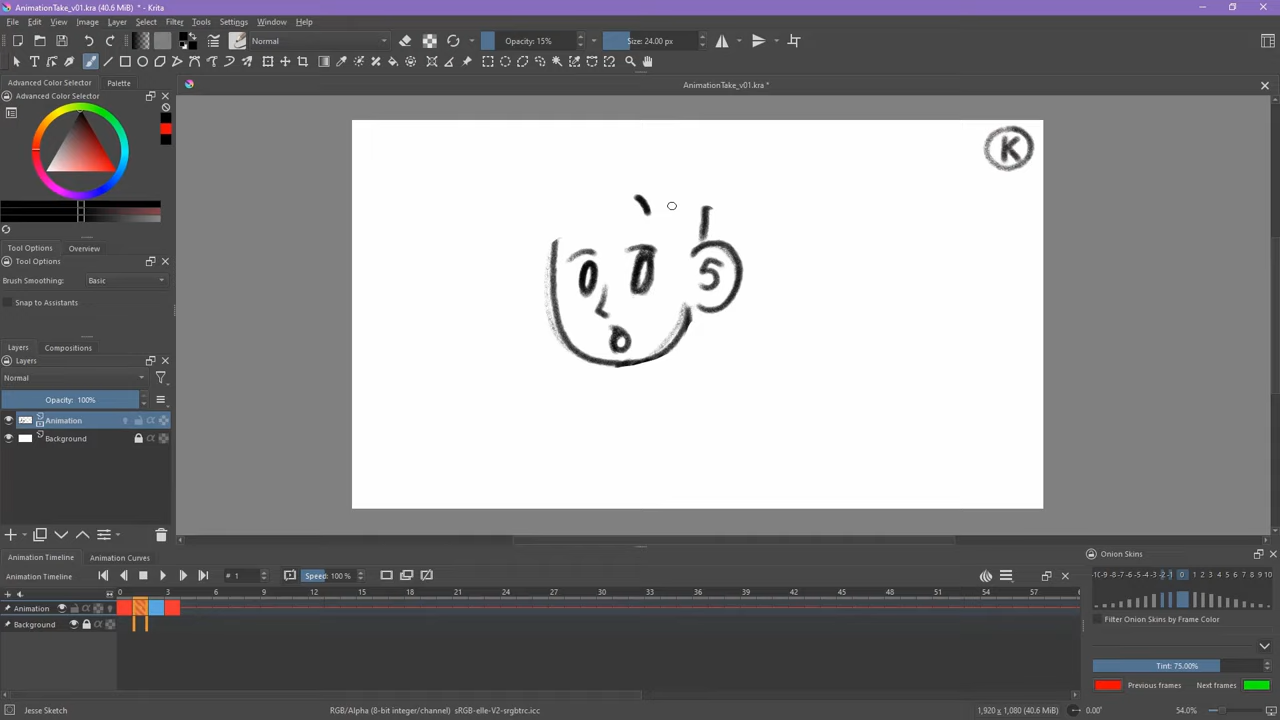 AnimationTake_v01.kra (40.6 MiB) * - Krita
File Edit View Image Layer Select Filter Tools Settings Window Help
Normal Opacity: 15% Size: 24.00 px
Advanced Color Selector Palette
AnimationTake_v01.kra *
Advanced Color Selector
K
5
Tool Options Overview
Tool Options
Brush Smoothing: Basic
Snap to Assistants
Layers Compositions
Layers
Normal
Opacity: 100%
Animation
Background
Animation Timeline Animation Curves
Onion Skins
Animation Timeline # 1 Speed: 100 %
-1C-9-8-7-6-5-4-3-2-1 0 1 2 3 4 5 6 7 8 9 10
0 3 6 9 12 15 18 21 24 27 30 33 36 39 42 45 48 51 54 57
Animation
Filter Onion Skins by Frame Color
Background
Tint: 75.00%
Previous frames Next frames
Jesse Sketch RGB/Alpha (8-bit integer/channel) sRGB-elle-V2-srgbtrc.icc 1,920 x 1,080 (40.6 MiB) 0.00° 54.0%